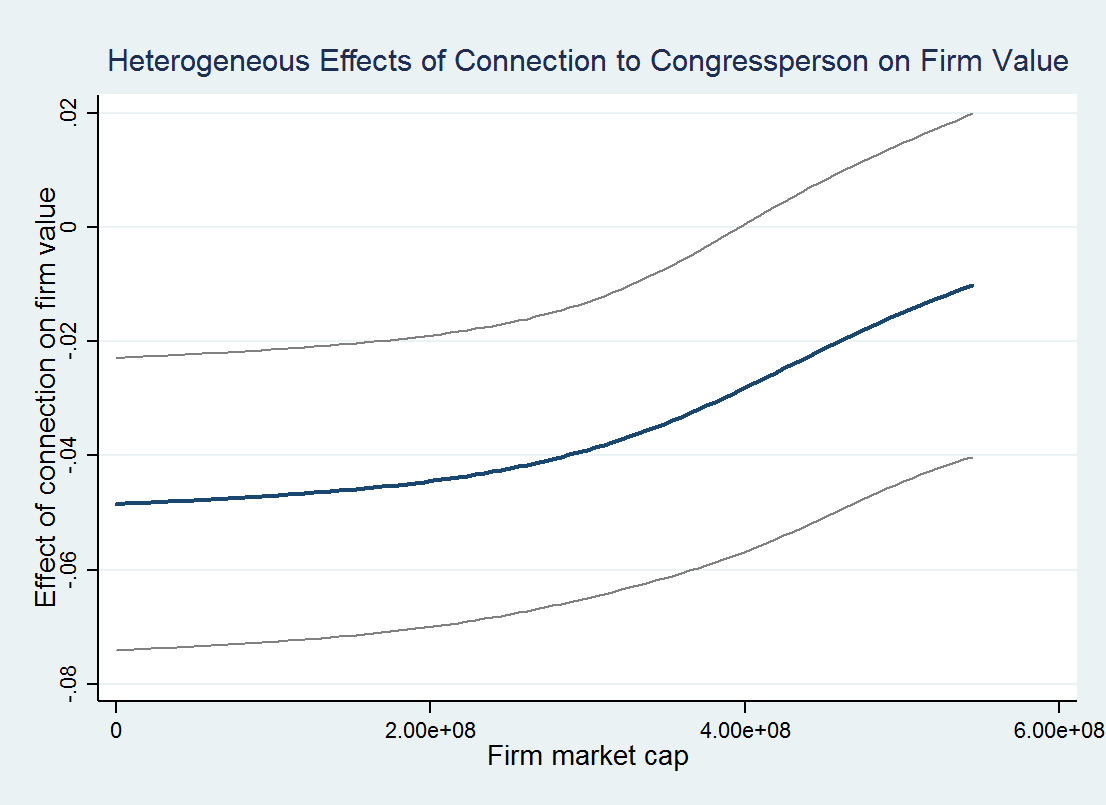 Heterogeneous Effects of Connection to Congressperson on Firm Value
Effect of connection on firm value
.02
0
-.02
-.04
-.06
-.08
0
2.00e+08
4.00e+08
6.00e+08
Firm market cap